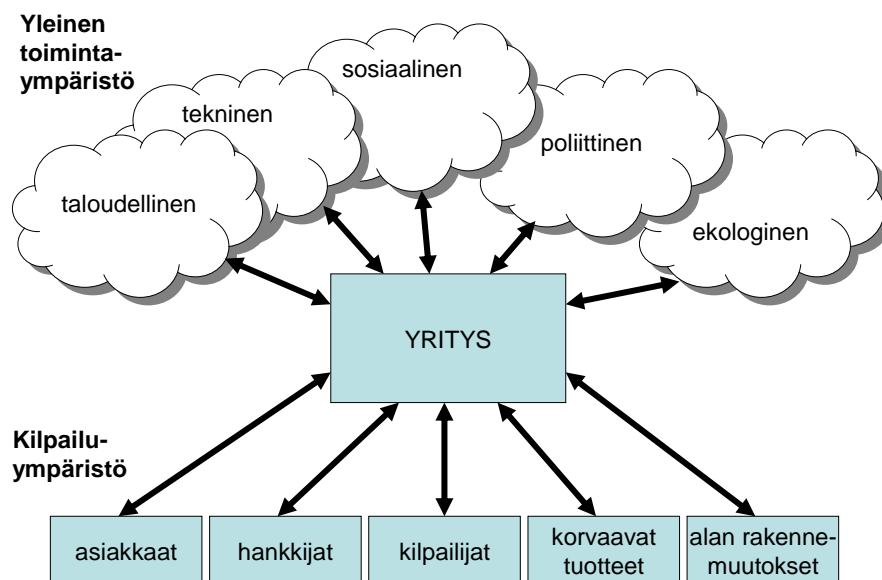 Yleinen
toiminta-
ympäristö
sosiaalinen
tekninen
poliittinen
taloudellinen
ekologinen
YRITYS
Kilpailu-
ympäristö
asiakkaat
hankkijat
kilpailijat
korvaavat
tuotteet
alan rakenne-
muutokset